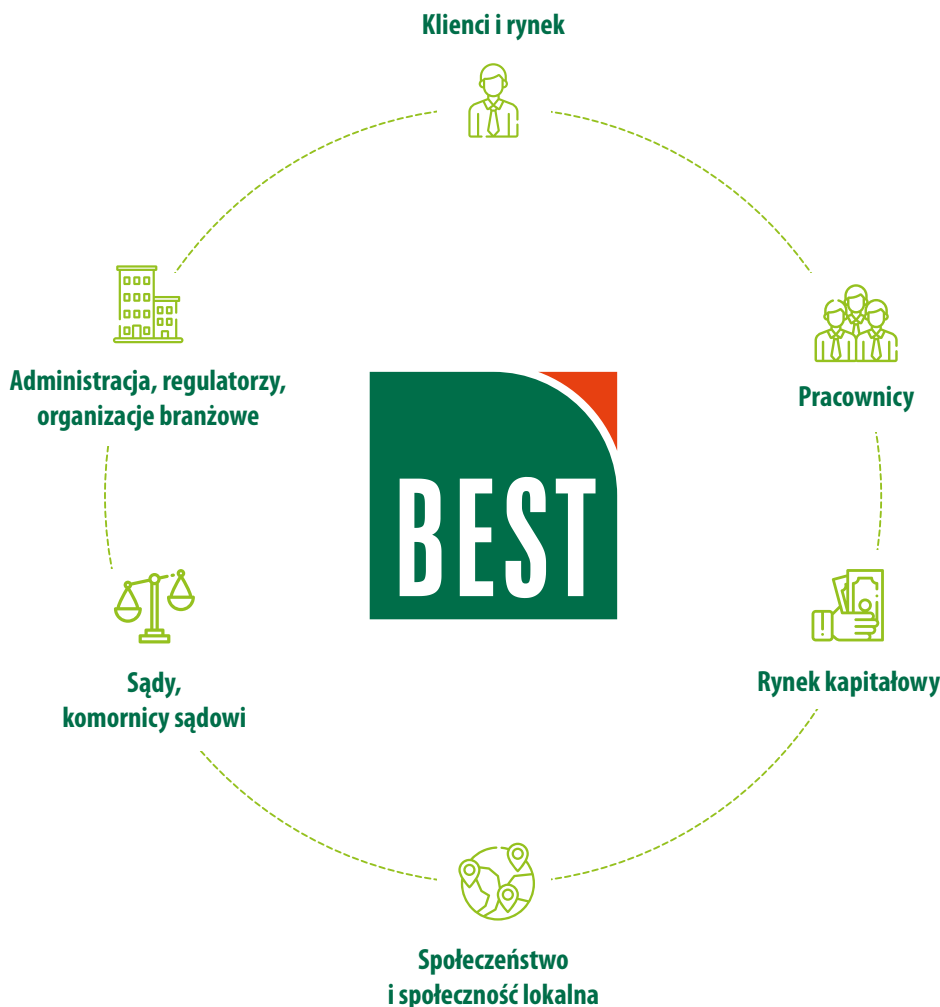 Klienci i rynek
Administracja, regulatorzy,
organizacje branżowe
Pracownicy
BEST
Sądy,
komornicy sądowi
Rynek kapitałowy
Społeczeństwo
i społeczność lokalna